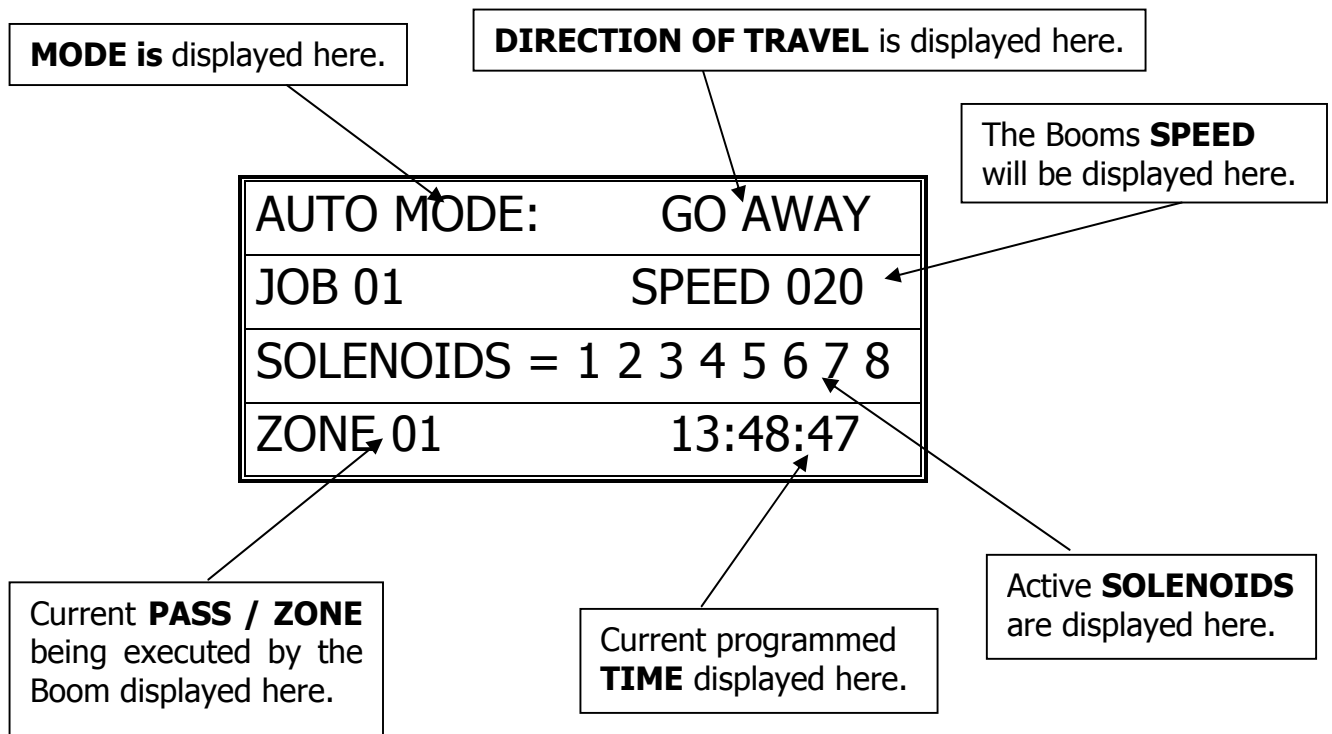 MODE is displayed here.
DIRECTION OF TRAVEL is displayed here.
The Booms SPEED
will be displayed here.
AUTO MODE: GO AWAY
JOB 01 SPEED 020
SOLENOIDS = 1 2 3 4 5 6 7 8
ZONE 01 13:48:47
Current PASS / ZONE
being executed by the
Boom displayed here.
Current programmed
TIME displayed here.
Active SOLENOIDS
are displayed here.